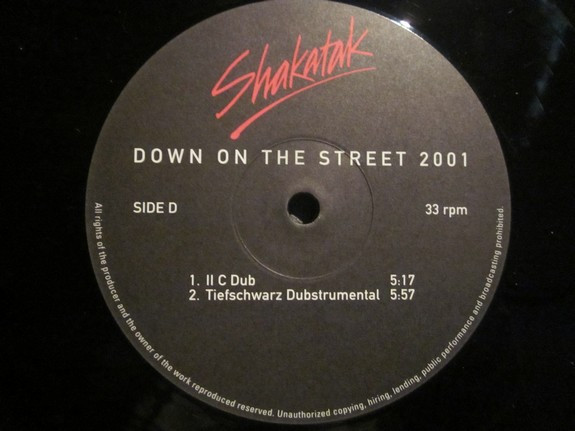 Shakatak
DOWN ON THE STREET 2001
SIDE D
33 rpm
1. II C Dub 5:17
2. Tiefschwarz Dubstrumental 5:57
All rights of the producer and the owner of the work reproduced reserved. Unauthorized copying, hiring, lending, public performance and broadcasting prohibited.